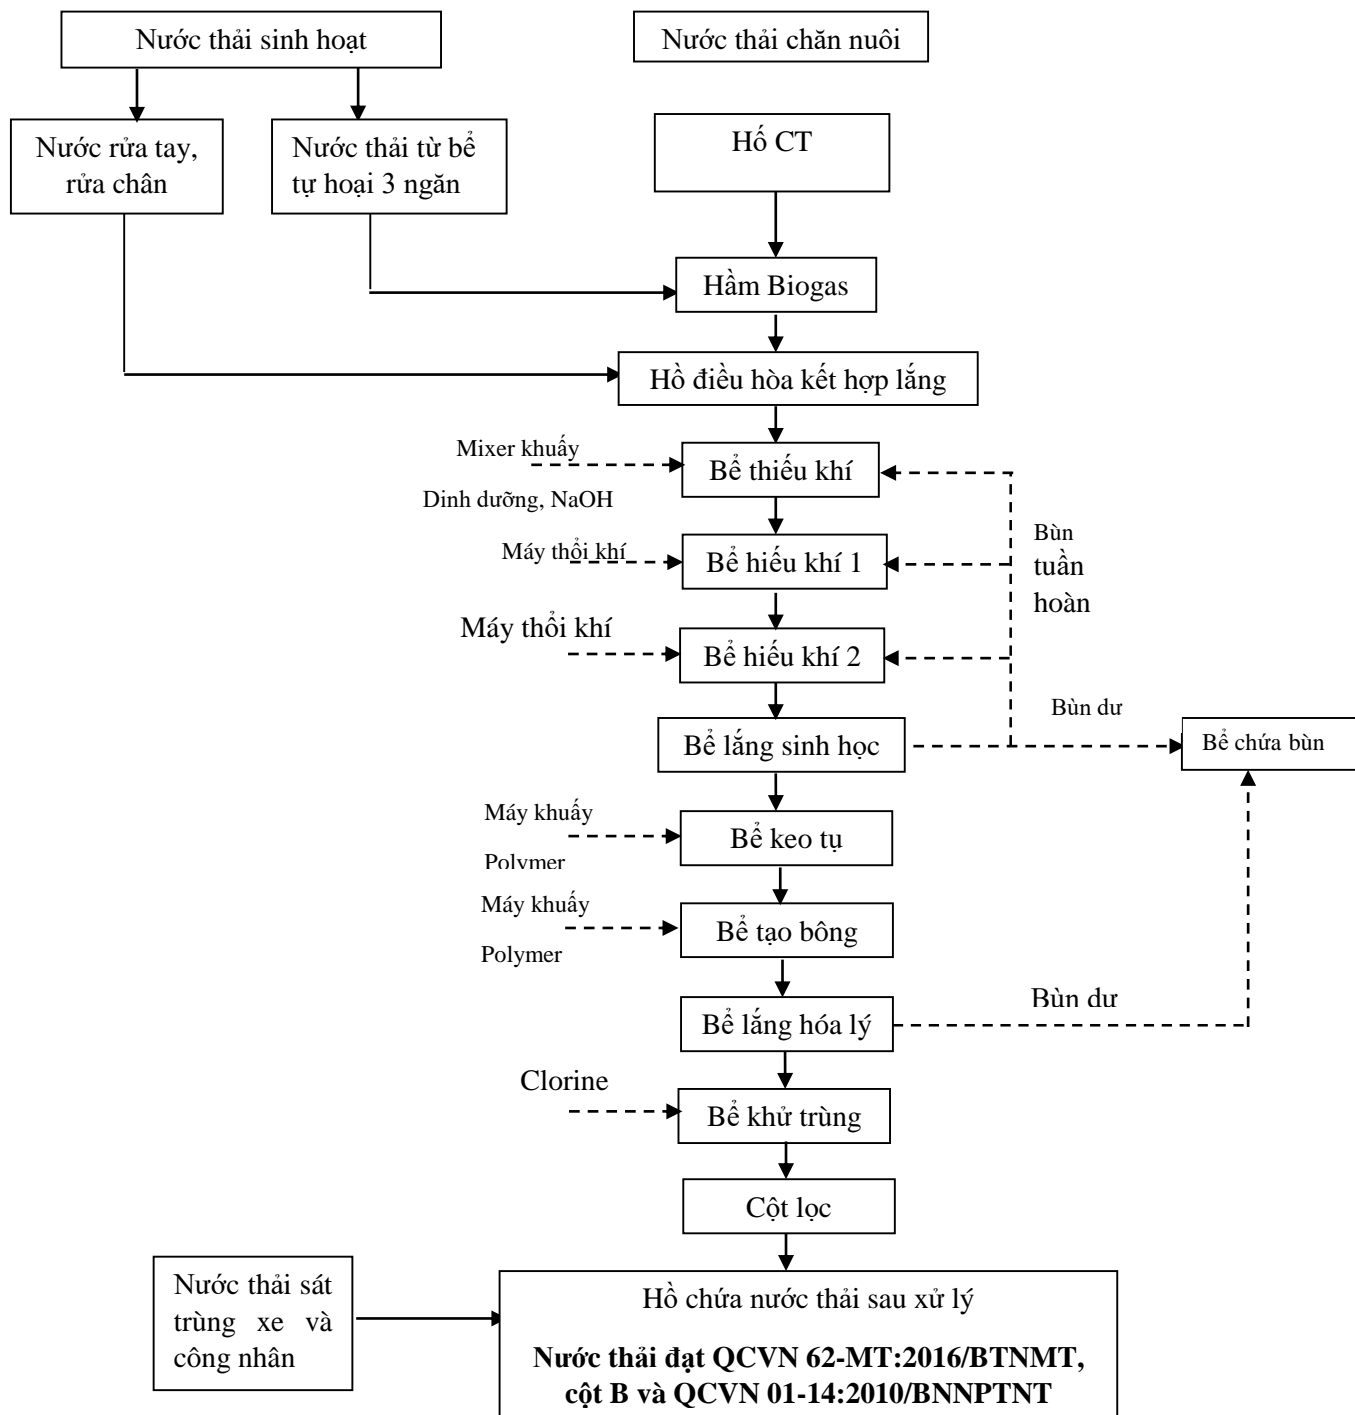 Nước thải sinh hoạt
Nước thải chăn nuôi
Nước rửa tay,
rửa chân
Nước thải từ bể
tự hoại 3 ngăn
Hố CT
Hầm Biogas
Hồ điều hòa kết hợp lắng
Mixer khuấy
Bể thiếu khí
Dinh dưỡng, NaOH
Máy thổi khí
Bể hiếu khí 1
Bùn
tuần
hoàn
Máy thổi khí
Bể hiếu khí 2
Bùn dư
Bể lắng sinh học
Bể chứa bùn
Máy khuấy
Bể keo tụ
Polymer
Máy khuấy
Bể tạo bông
Polymer
Bể lắng hóa lý
Bùn dư
Clorine
Bể khử trùng
Cột lọc
Nước thải sát
trùng xe và
công nhân
Hồ chứa nước thải sau xử lý
Nước thải đạt QCVN 62-MT:2016/BTNMT,
cột B và QCVN 01-14:2010/BNNPTNT